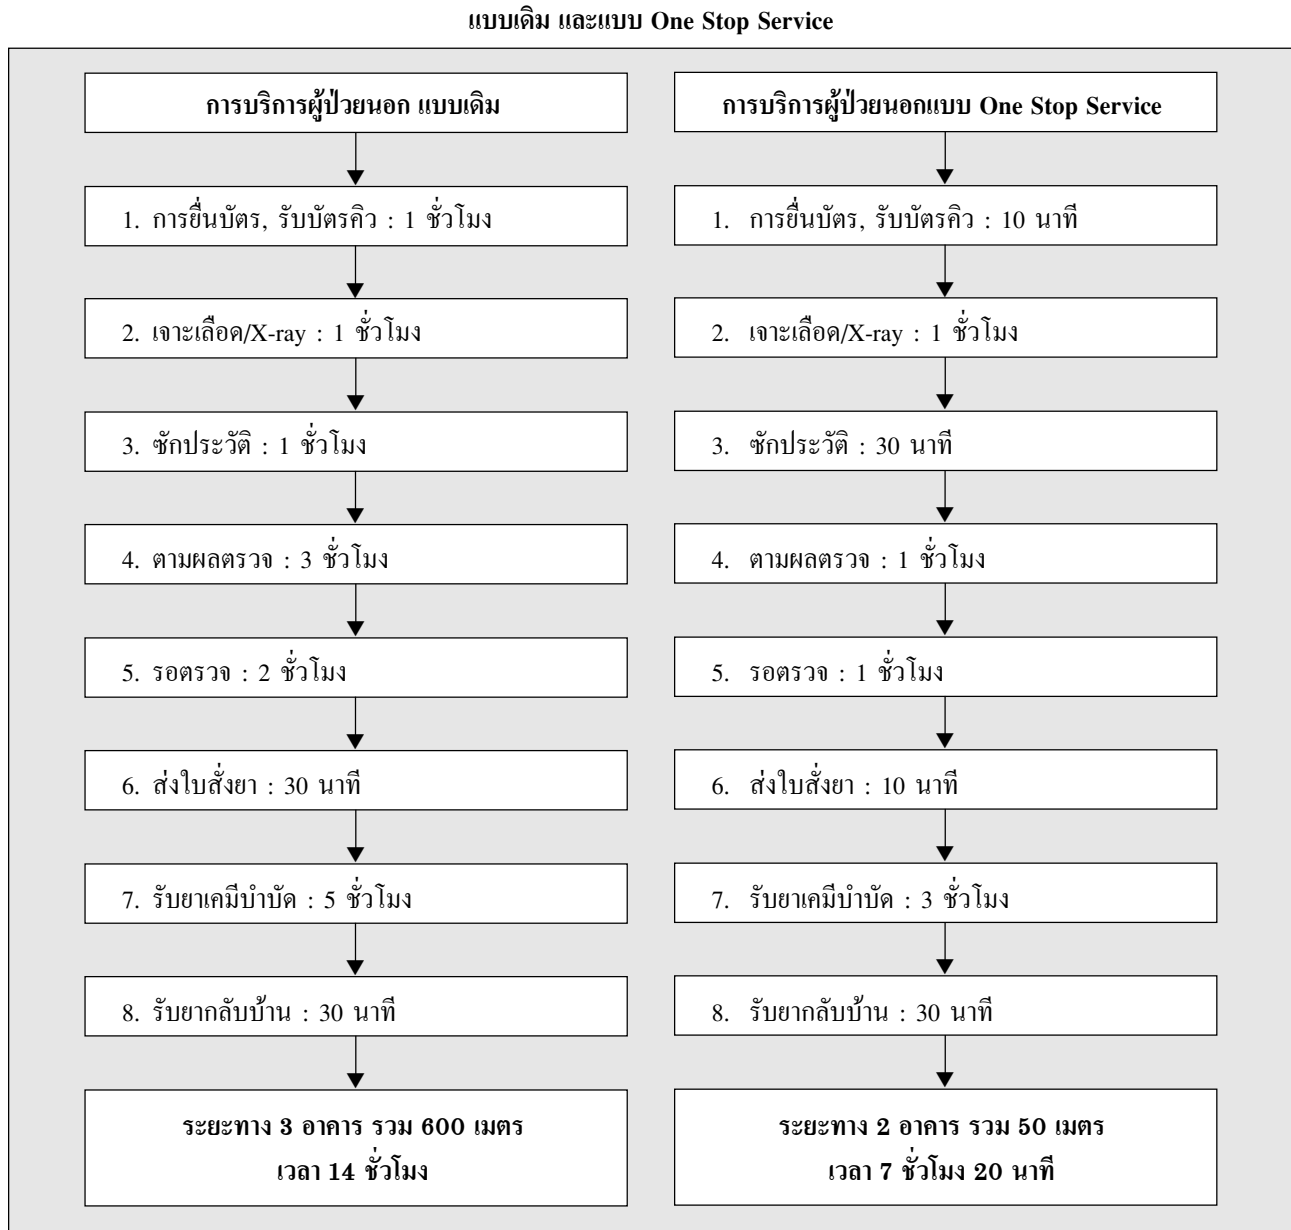 แบบเดิม และแบบ One Stop Service
การบริการผู้ป่วยนอก แบบเดิม
1. การยื่นบัตร, รับบัตรคิว : 1 ชั่วโมง
2. เจาะเลือด/X-ray : 1 ชั่วโมง
3. ซักประวัติ : 1 ชั่วโมง
4. ตามผลตรวจ : 3 ชั่วโมง
5. รอตรวจ : 2 ชั่วโมง
6. ส่งใบสั่งยา : 30 นาที
7. รับยาเคมีบำบัด : 5 ชั่วโมง
8. รับยากลับบ้าน : 30 นาที
ระยะทาง 3 อาคาร รวม 600 เมตร
เวลา 14 ชั่วโมง
การบริการผู้ป่วยนอกแบบ One Stop Service
1. การยื่นบัตร, รับบัตรคิว : 10 นาที
2. เจาะเลือด/X-ray : 1 ชั่วโมง
3. ซักประวัติ : 30 นาที
4. ตามผลตรวจ : 1 ชั่วโมง
5. รอตรวจ : 1 ชั่วโมง
6. ส่งใบสั่งยา : 10 นาที
7. รับยาเคมีบำบัด : 3 ชั่วโมง
8. รับยากลับบ้าน : 30 นาที
ระยะทาง 2 อาคาร รวม 50 เมตร
เวลา 7 ชั่วโมง 20 นาที